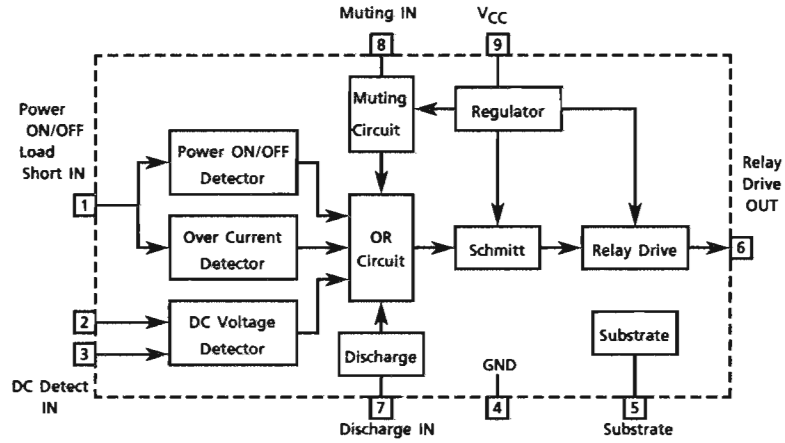 Muting IN
VCC
8
9
Power
ON/OFF
Load
Short IN
Muting
Circuit
Regulator
Power ON/OFF
Detector
Relay
Drive
OUT
1
OR
Circuit
Over Current
Detector
Schmitt
Relay Drive
6
2
3
DC Voltage
Detector
Substrate
Discharge
GND
DC Detect
IN
7
4
5
Discharge IN
Substrate